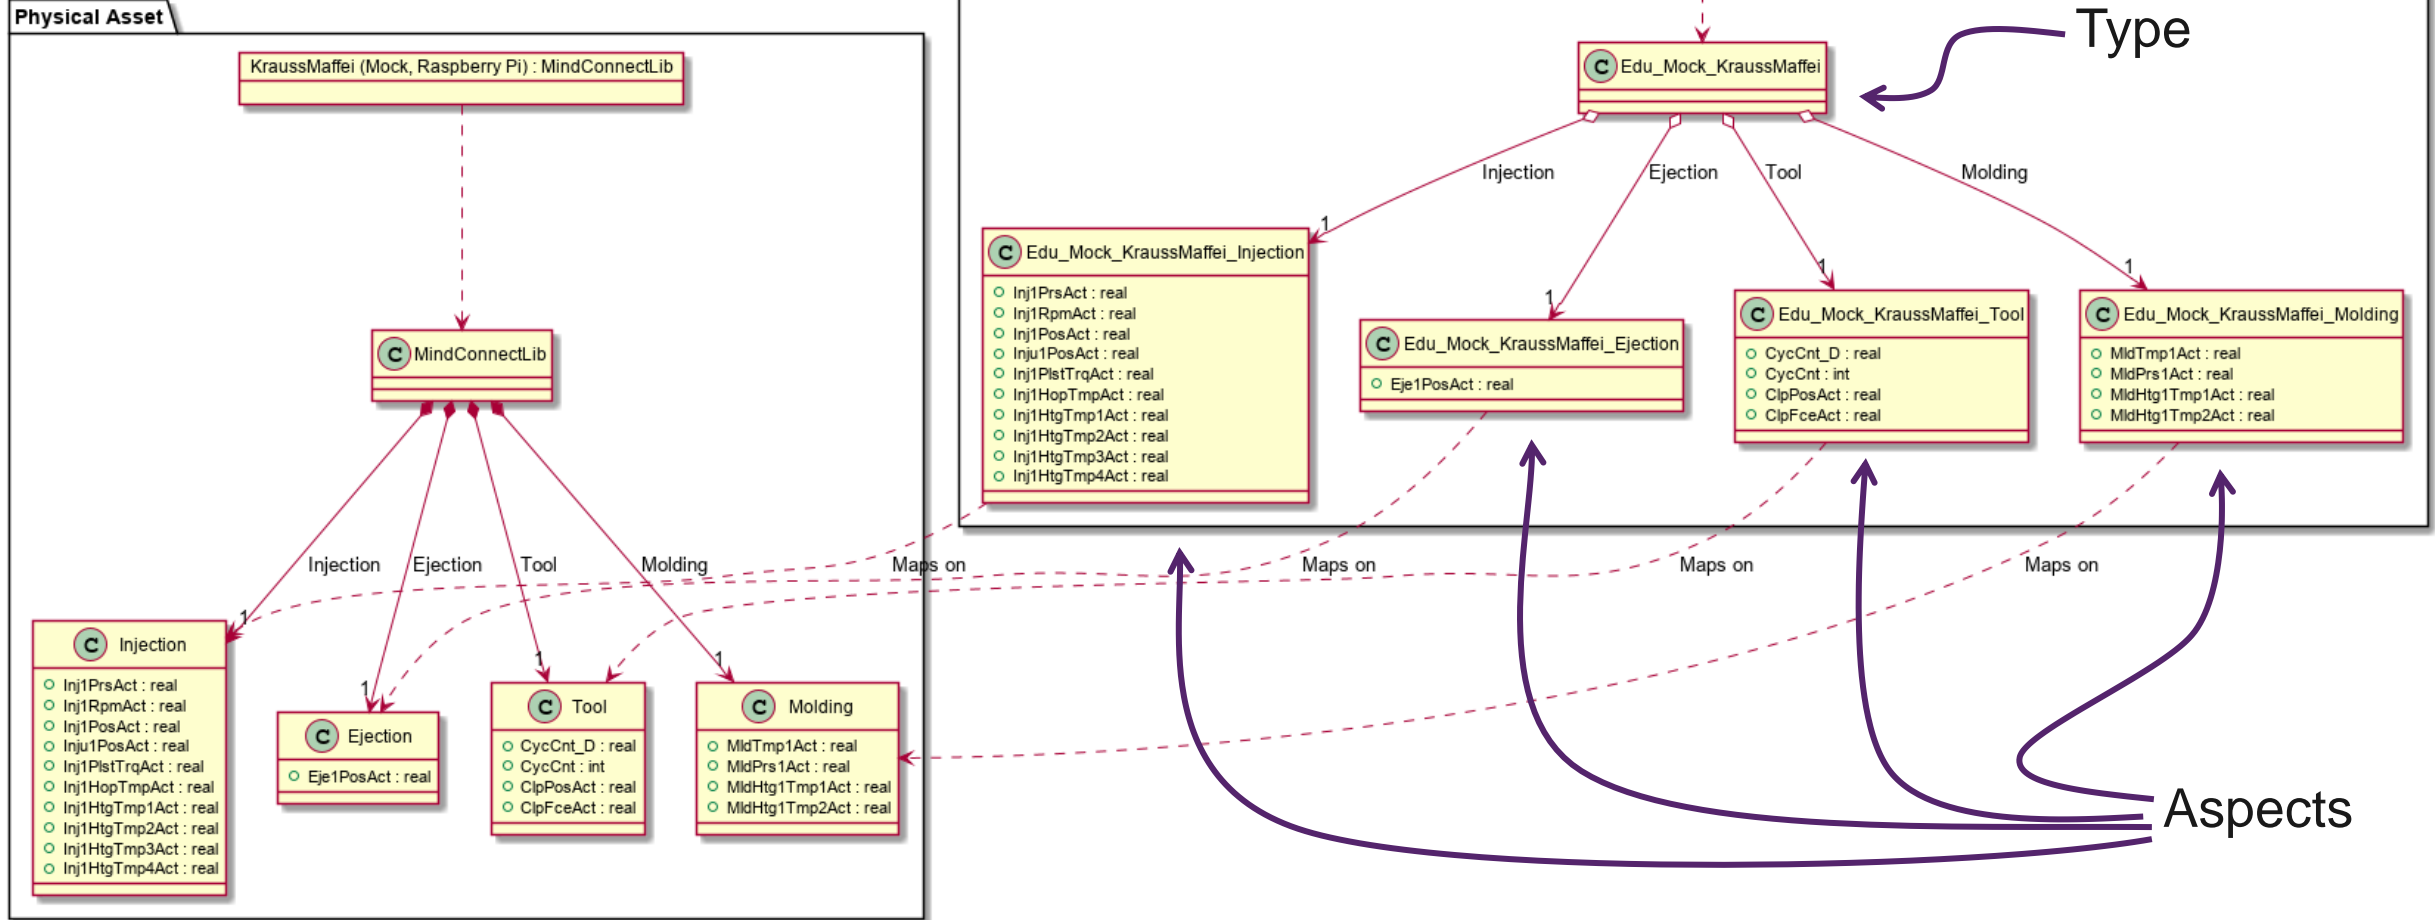 Physical Asset
KraussMaffei (Mock, Raspberry Pi) : MindConnectLib
C MindConnectLib
Injection
Ejection
Tool
Molding
1
1
1
1
C Injection
Inj1PrsAct : real
Inj1RpmAct : real
Inj1PosAct : real
Inju1PosAct : real
Inj1PlstTrqAct : real
Inj1HopTmpAct : real
Inj1HtgTmp1Act : real
Inj1HtgTmp2Act : real
Inj1HtgTmp3Act : real
Inj1HtgTmp4Act : real
C Ejection
Eje1PosAct : real
C Tool
CycCnt_D : real
CycCnt : int
ClpPosAct : real
ClpFceAct : real
C Molding
MldTmp1Act : real
MldPrs1Act : real
MldHtg1Tmp1Act : real
MldHtg1Tmp2Act : real
Type
C Edu_Mock_KraussMaffei
Injection
Ejection
Tool
Molding
1
1
1
1
C Edu_Mock_KraussMaffei_Injection
Inj1PrsAct : real
Inj1RpmAct : real
Inj1PosAct : real
Inju1PosAct : real
Inj1PlstTrqAct : real
Inj1HopTmpAct : real
Inj1HtgTmp1Act : real
Inj1HtgTmp2Act : real
Inj1HtgTmp3Act : real
Inj1HtgTmp4Act : real
C Edu_Mock_KraussMaffei_Ejection
Eje1PosAct : real
C Edu_Mock_KraussMaffei_Tool
CycCnt_D : real
CycCnt : int
ClpPosAct : real
ClpFceAct : real
C Edu_Mock_KraussMaffei_Molding
MldTmp1Act : real
MldPrs1Act : real
MldHtg1Tmp1Act : real
MldHtg1Tmp2Act : real
Maps on
Maps on
Maps on
Maps on
Aspects